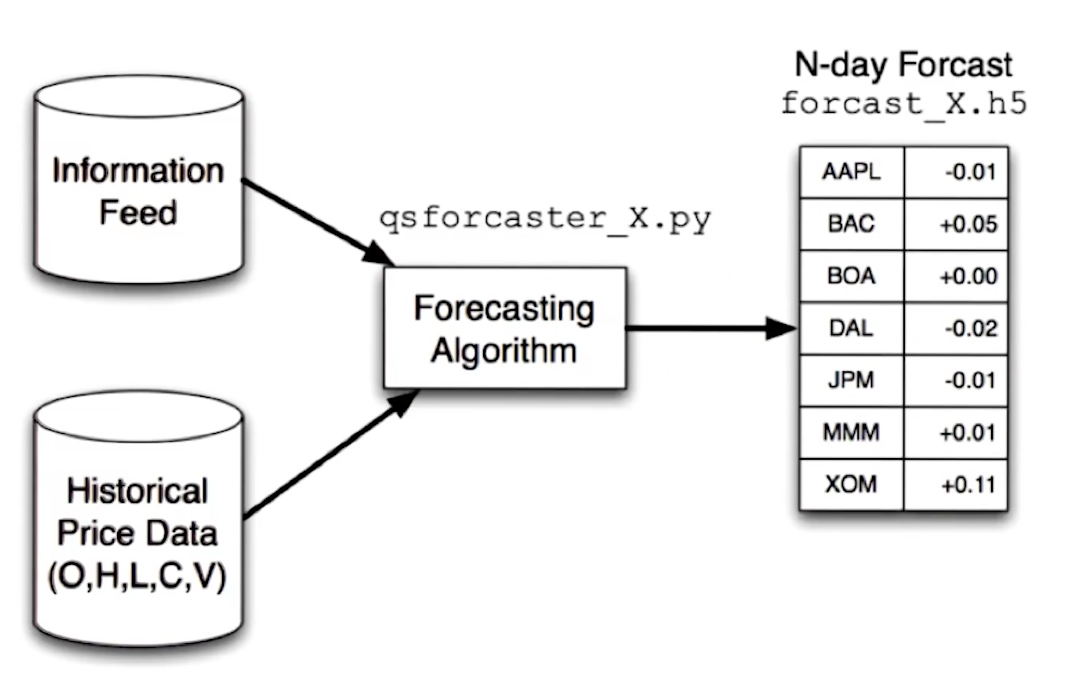 Information
Feed
Historical
Price Data
(O,H,L,C,V)
qsforcaster_X.py
Forecasting
Algorithm
N-day Forcast
forcast_X.h5
AAPL -0.01
BAC +0.05
BOA +0.00
DAL -0.02
JPM -0.01
MMM +0.01
XOM +0.11